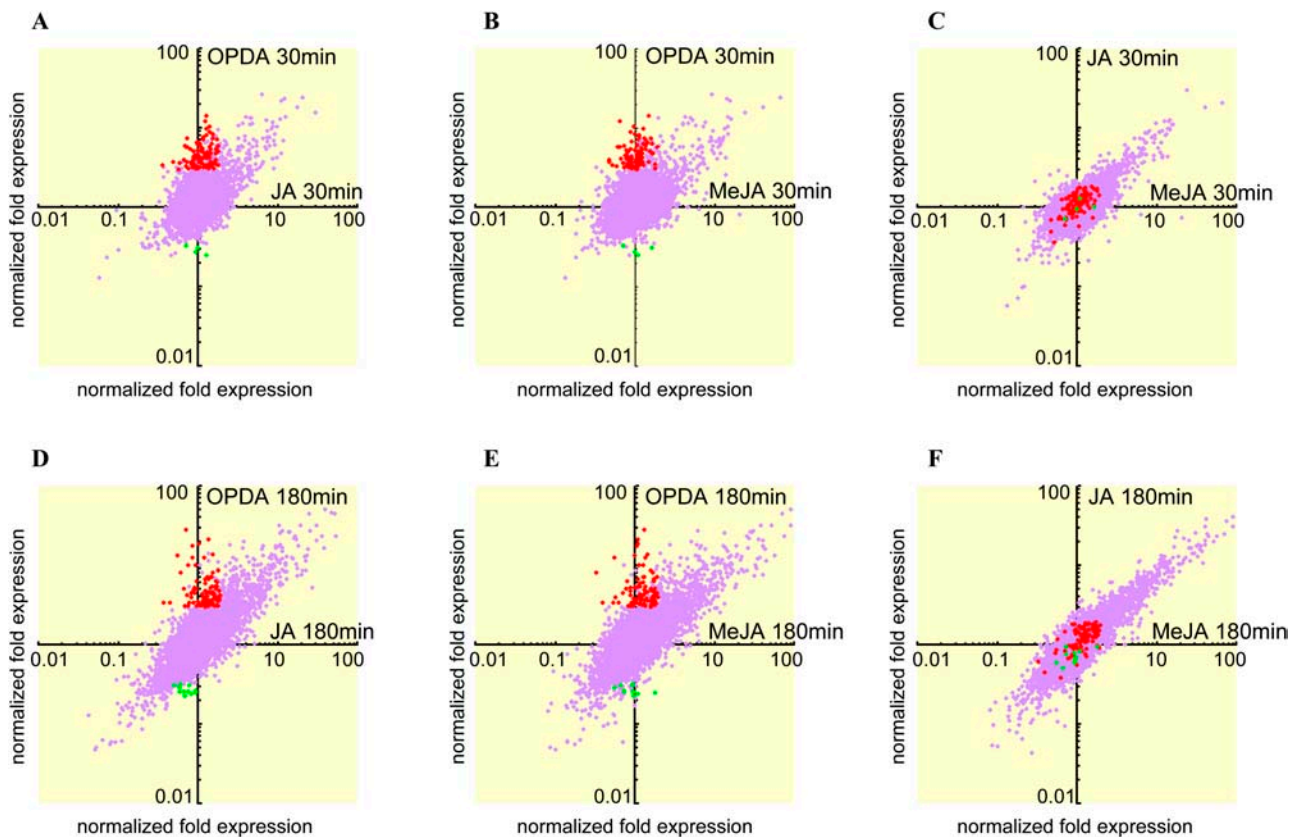 A
B
C
100
OPDA 30min
100
OPDA 30min
100
JA 30min
normalized fold expression
normalized fold expression
normalized fold expression
JA 30min
MeJA 30min
MeJA 30min
0.01 0.1 10 100
0.01 0.1 10 100
0.01 0.1 10 100
0.01
0.01
0.01
normalized fold expression
normalized fold expression
normalized fold expression
D
E
F
100
OPDA 180min
100
OPDA 180min
100
JA 180min
normalized fold expression
normalized fold expression
normalized fold expression
JA 180min
MeJA 180min
MeJA 180min
0.01 0.1 10 100
0.01 0.1 10 100
0.01 0.1 10 100
0.01
0.01
0.01
normalized fold expression
normalized fold expression
normalized fold expression